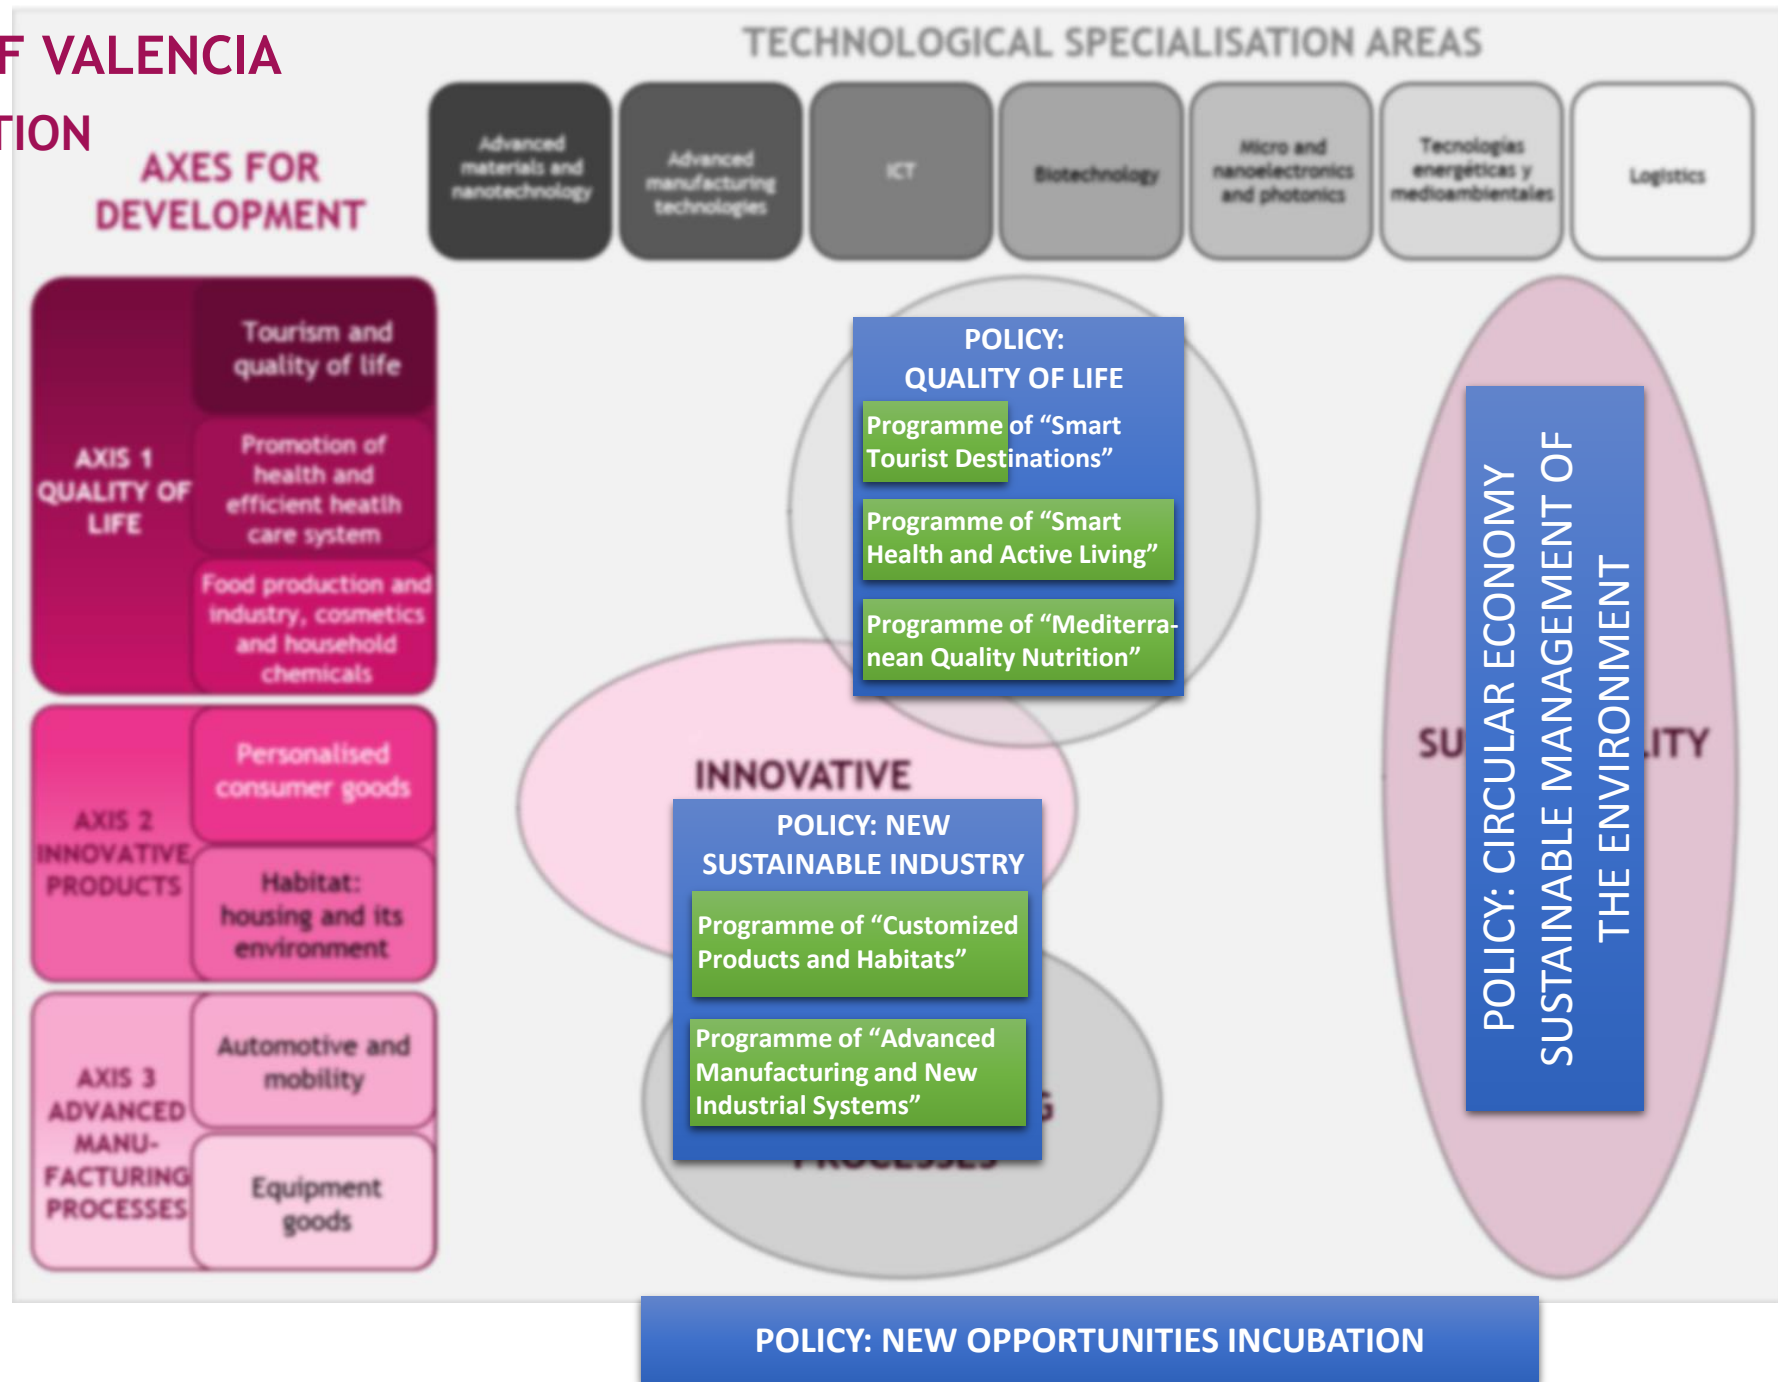 F VALENCIA
TION
TECHNOLOGICAL SPECIALISATION AREAS
AXES FOR
DEVELOPMENT
Advanced
materials and
nanotechnology
Advanced
manufacturing
technologies
ICT
Biotechnology
Micro and
nanoelectronics
and photonics
Tecnologías
energéticas y
medioambientales
Logistics
AXIS 1
QUALITY OF
LIFE
Tourism and
quality of life
Promotion of
health and
efficient heatlh
care system
Food production and
industry, cosmetics
and household
chemicals
AXIS 2
INNOVATIVE
PRODUCTS
Personalised
consumer goods
Habitat:
housing and its
environment
AXIS 3
ADVANCED
MANU-
FACTURING
PROCESSES
Automotive and
mobility
Equipment
goods
POLICY:
QUALITY OF LIFE
Programme of “Smart
Tourist Destinations”
Programme of “Smart
Health and Active Living”
Programme of “Mediterra-
nean Quality Nutrition”
INNOVATIVE
POLICY: NEW
SUSTAINABLE INDUSTRY
Programme of “Customized
Products and Habitats”
Programme of “Advanced
Manufacturing and New
Industrial Systems”
G
PROCESSES
SU ITY
POLICY: CIRCULAR ECONOMY
SUSTAINABLE MANAGEMENT OF
THE ENVIRONMENT
POLICY: NEW OPPORTUNITIES INCUBATION